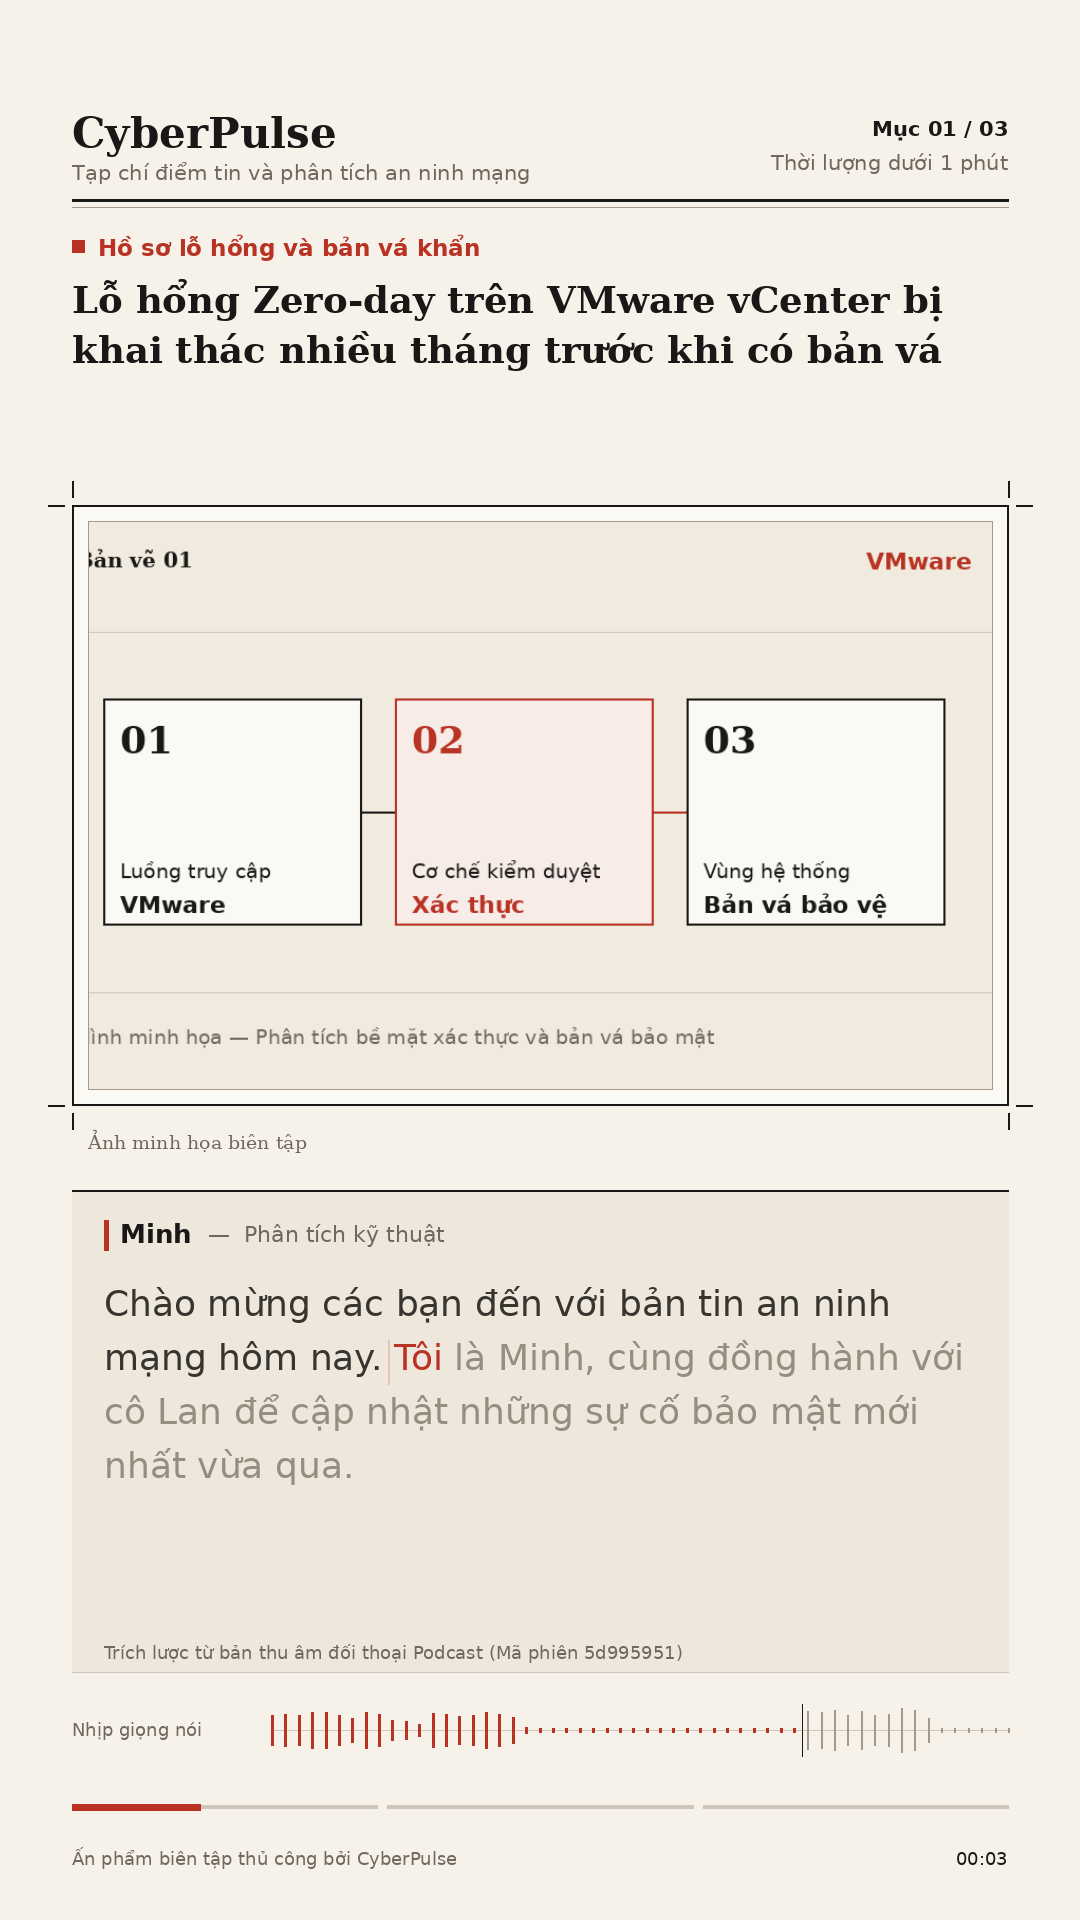 CyberPulse
Tạp chí điểm tin và phân tích an ninh mạng
Mục 01 / 03
Thời lượng dưới 1 phút
Hồ sơ lỗ hổng và bản vá khẩn
Lỗ hổng Zero-day trên VMware vCenter bị
khai thác nhiều tháng trước khi có bản vá
Bản vẽ 01
VMware
01
Luồng truy cập
VMware
02
Cơ chế kiểm duyệt
Xác thực
03
Vùng hệ thống
Bản vá bảo vệ
ình minh họa — Phân tích bề mặt xác thực và bản vá bảo mật
Ảnh minh họa biên tập
Minh — Phân tích kỹ thuật
Chào mừng các bạn đến với bản tin an ninh
mạng hôm nay. Tôi là Minh, cùng đồng hành với
cô Lan để cập nhật những sự cố bảo mật mới
nhất vừa qua.
Trích lược từ bản thu âm đối thoại Podcast (Mã phiên 5d995951)
Nhịp giọng nói
Ấn phẩm biên tập thủ công bởi CyberPulse
00:03